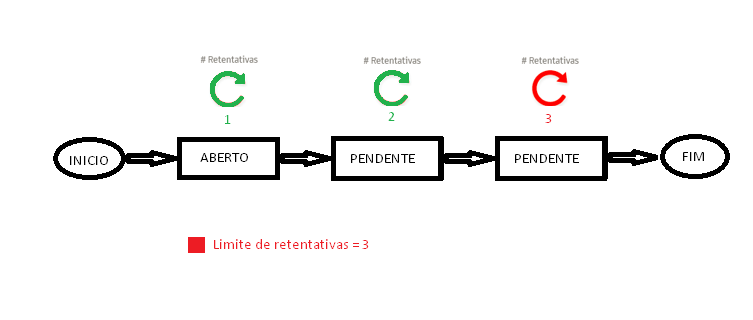 # Retentativas
# Retentativas
# Retentativas
1
2
3
INICIO
ABERTO
PENDENTE
PENDENTE
FIM
Limite de retentativas = 3